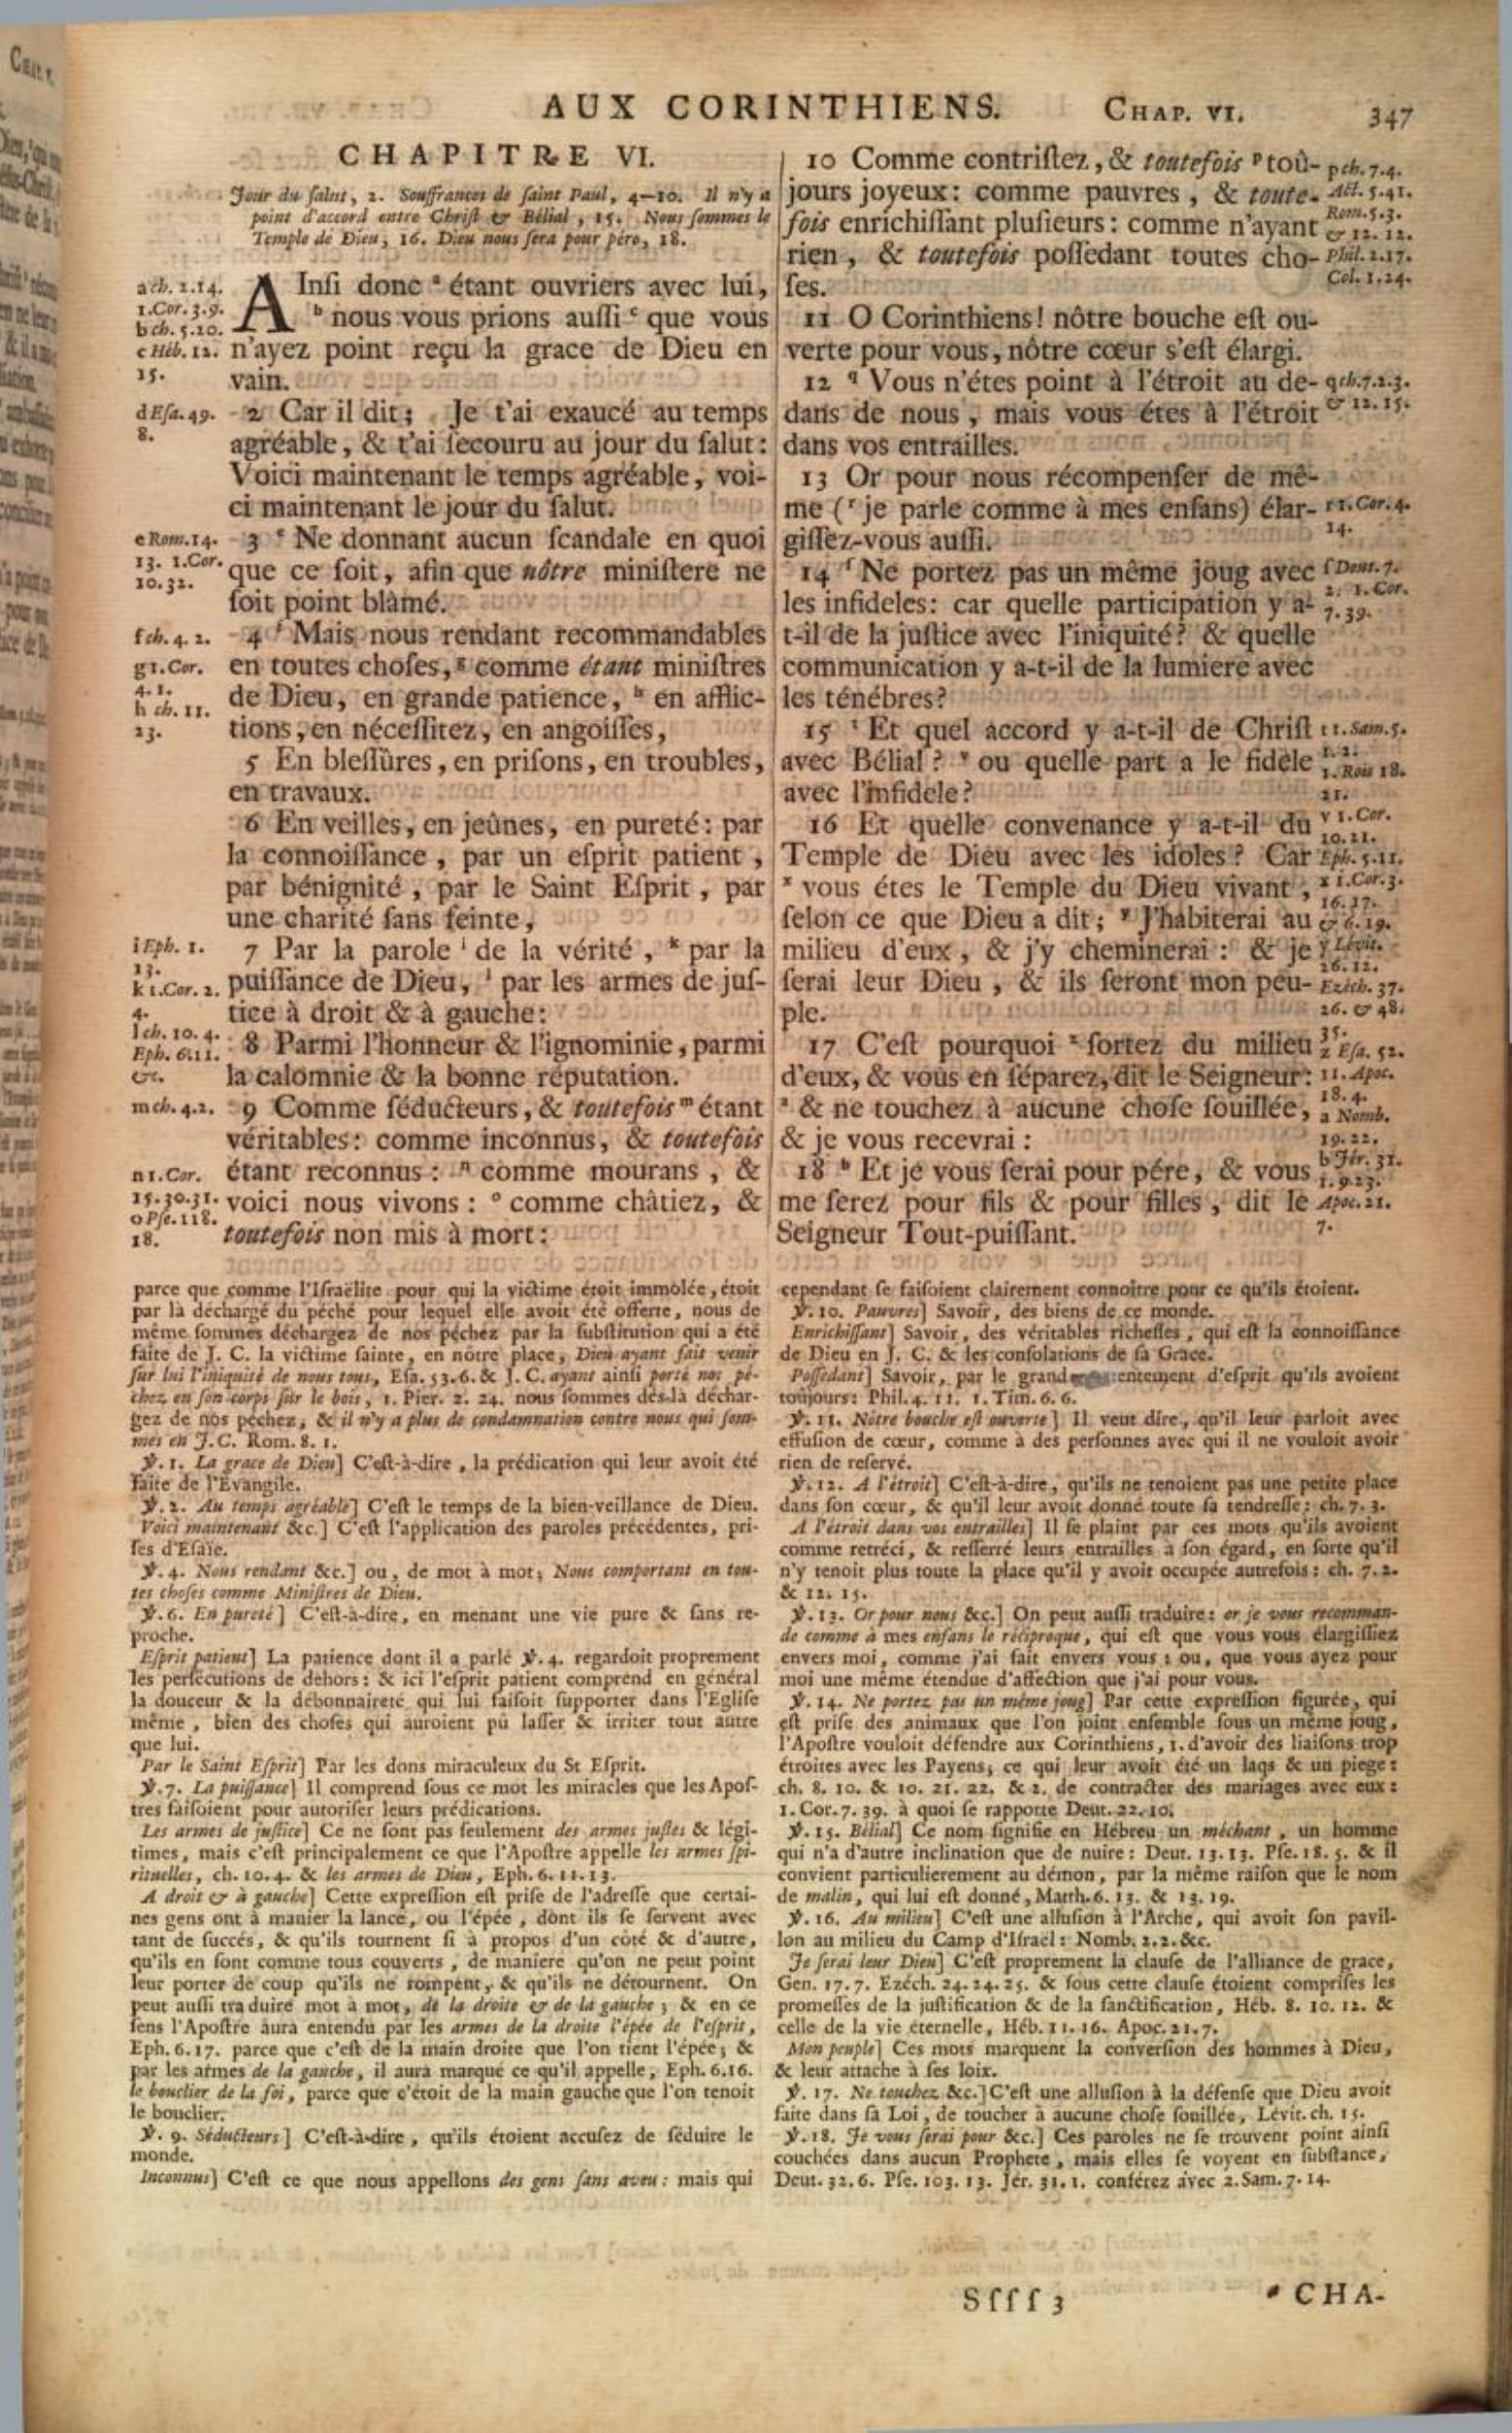 AUX CORINTHIENS. CHAP. VI. 347
CHAPITRE VI.
Jour du ſalut, 2. Souffrances de ſaint Paul, 4—10. Il n'y a
point d'accord entre Chriſt & Bélial, 15. Nous ſommes le
Temple de Dieu, 16. Dieu nous ſera pour pére, 18.
AInſi donc ª étant ouvriers avec lui,
ᵇ nous vous prions auſſi ᶜ que vous
n'ayez point reçu la grace de Dieu en
vain.
2 Car il dit; Je t'ai exaucé au temps
agréable, & t'ai ſecouru au jour du ſalut:
Voici maintenant le temps agréable, voi-
ci maintenant le jour du ſalut.
3 ᵉ Ne donnant aucun ſcandale en quoi
que ce ſoit, afin que nôtre miniſtere ne
ſoit point blâmé.
4 ᶠ Mais nous rendant recommandables
en toutes choſes, ᵍ comme étant miniſtres
de Dieu, en grande patience, ʰ en afflic-
tions, en néceſſitez, en angoiſſes,
5 En bleſſûres, en priſons, en troubles,
en travaux.
6 En veilles, en jeûnes, en pureté: par
la connoiſſance, par un eſprit patient,
par bénignité, par le Saint Eſprit, par
une charité ſans feinte,
7 Par la parole ⁱ de la vérité, ᵏ par la
puiſſance de Dieu, ˡ par les armes de juſ-
tice à droit & à gauche:
8 Parmi l'honneur & l'ignominie, parmi
la calomnie & la bonne réputation.
9 Comme ſéducteurs, & toutefois ᵐ étant
véritables: comme inconnus, & toutefois
étant reconnus: ⁿ comme mourans, &
voici nous vivons: ᵒ comme châtiez, &
toutefois non mis à mort:
a ch. 2.14.
1.Cor.3.9.
b ch. 5.20.
c Héb. 12.
15.
d Eſa. 49.
8.
e Rom.14.
13. 1.Cor.
10.32.
f ch. 4. 2.
g 1.Cor.
4. 1.
h ch. 11.
23.
i Eph. 1.
13.
k 1.Cor. 2.
4.
l ch. 10. 4.
Eph. 6.11.
&c.
m ch. 4.2.
n 1.Cor.
15.30.31.
o Pſe.118.
18.
10 Comme contriſtez, & toutefois ᵖ toû-
jours joyeux: comme pauvres, & toute-
fois enrichiſſant pluſieurs: comme n'ayant
rien, & toutefois poſſedant toutes cho-
ſes.
11 O Corinthiens! nôtre bouche eſt ou-
verte pour vous, nôtre cœur s'eſt élargi.
12 ᑫ Vous n'étes point à l'étroit au de-
dans de nous, mais vous étes à l'étroit
dans vos entrailles.
13 Or pour nous récompenſer de mê-
me (ʳ je parle comme à mes enfans) élar-
giſſez-vous auſſi.
14 ᶠ Ne portez pas un même joug avec
les infideles: car quelle participation y a-
t-il de la juſtice avec l'iniquité? & quelle
communication y a-t-il de la lumiere avec
les ténébres?
15 ᵗ Et quel accord y a-t-il de Chriſt
avec Bélial? ᵛ ou quelle part a le fidéle
avec l'infidele?
16 Et quelle convenance y a-t-il du
Temple de Dieu avec les idoles? Car
ˣ vous étes le Temple du Dieu vivant,
ſelon ce que Dieu a dit; ʸ J'habiterai au
milieu d'eux, & j'y cheminerai: & je
ſerai leur Dieu, & ils ſeront mon peu-
ple.
17 C'eſt pourquoi ᶻ ſortez du milieu
d'eux, & vous en ſéparez, dit le Seigneur:
ª & ne touchez à aucune choſe ſouillée,
& je vous recevrai:
18 ᵇ Et je vous ſerai pour pére, & vous
me ſerez pour fils & pour filles, dit le
Seigneur Tout-puiſſant.
p ch. 7.4.
Act. 5.41.
Rom. 5.3.
& 12. 12.
Phil. 2.17.
Col. 1.24.
q ch.7.2.3.
& 12.15.
r 1.Cor. 4.
14.
ſ Deut. 7.
2. 1. Cor.
7.39.
t 1. Sam. 5.
1. 2.
1. Rois 18.
21.
v 1. Cor.
10.21.
Eph. 5.11.
x 1.Cor.3.
16.17.
& 6.19.
y Lévit.
26.12.
Ezéch. 37.
26. & 48.
35.
z Eſa. 52.
11. Apoc.
18.4.
a Nomb.
19.22.
b Jér. 31.
1.9.23.
Apoc. 21.
7.
parce que comme l'Iſraëlite pour qui la victime étoit immolée, étoit
par là déchargé du péché pour lequel elle avoit été offerte, nous de
même ſommes déchargez de nos péchez par la ſubſtitution qui a été
faite de J. C. la victime ſainte, en nôtre place, Dieu ayant fait venir
ſur lui l'iniquité de nous tous, Eſa. 53.6. & J. C. ayant ainſi porté nos pé-
chez en ſon corps ſur le bois, 1. Pier. 2. 24. nous ſommes dès-là déchar-
gez de nos péchez, & il n'y a plus de condamnation contre nous qui ſom-
mes en J.C. Rom. 8. 1.
℣. 1. La grace de Dieu] C'eſt-à-dire, la prédication qui leur avoit été
faite de l'Evangile.
℣. 2. Au temps agréable] C'eſt le temps de la bien-veillance de Dieu.
Voici maintenant &c.] C'eſt l'application des paroles précédentes, pri-
ſes d'Eſaïe.
℣. 4. Nous rendant &c.] ou, de mot à mot; Nous comportant en tou-
tes choſes comme Miniſtres de Dieu.
℣. 6. En pureté] C'eſt-à-dire, en menant une vie pure & ſans re-
proche.
Eſprit patient] La patience dont il a parlé ℣. 4. regardoit proprement
les perſécutions de dehors: & ici l'eſprit patient comprend en général
la douceur & la débonnaireté qui lui faiſoit ſupporter dans l'Egliſe
même, bien des choſes qui auroient pû laſſer & irriter tout autre
que lui.
Par le Saint Eſprit] Par les dons miraculeux du St Eſprit.
℣. 7. La puiſſance] Il comprend ſous ce mot les miracles que les Apoſ-
tres faiſoient pour autoriſer leurs prédications.
Les armes de juſtice] Ce ne ſont pas ſeulement des armes juſtes & légi-
times, mais c'eſt principalement ce que l'Apoſtre appelle les armes ſpi-
rituelles, ch. 10. 4. & les armes de Dieu, Eph. 6. 11. 13.
A droit & à gauche] Cette expreſſion eſt priſe de l'adreſſe que certai-
nes gens ont à manier la lance, ou l'épée, dont ils ſe ſervent avec
tant de ſuccés, & qu'ils tournent ſi à propos d'un côté & d'autre,
qu'ils en ſont comme tous couverts, de maniere qu'on ne peut point
leur porter de coup qu'ils ne rompent, & qu'ils ne détournent. On
peut auſſi traduire mot à mot, de la droite & de la gauche; & en ce
ſens l'Apoſtre aura entendu par les armes de la droite l'épée de l'eſprit,
Eph. 6.17. parce que c'eſt de la main droite que l'on tient l'épée; &
par les armes de la gauche, il aura marqué ce qu'il appelle, Eph. 6.16.
le bouclier de la foi, parce que c'étoit de la main gauche que l'on tenoit
le bouclier.
℣. 9. Séducteurs] C'eſt-à-dire, qu'ils étoient accuſez de ſéduire le
monde.
Inconnus] C'eſt ce que nous appellons des gens ſans aveu: mais qui
cependant ſe faiſoient clairement connoître pour ce qu'ils étoient.
℣. 10. Pauvres] Savoir, des biens de ce monde.
Enrichiſſant] Savoir, des véritables richeſſes, qui eſt la connoiſſance
de Dieu en J. C. & les conſolations de ſa Grace.
Poſſedant] Savoir, par le grand entement d'eſprit qu'ils avoient
toûjours: Phil. 4. 11. 1. Tim. 6. 6.
℣. 11. Nôtre bouche eſt ouverte] Il veut dire, qu'il leur parloit avec
effuſion de cœur, comme à des perſonnes avec qui il ne vouloit avoir
rien de reſervé.
℣. 12. A l'étroit] C'eſt-à-dire, qu'ils ne tenoient pas une petite place
dans ſon cœur, & qu'il leur avoit donné toute ſa tendreſſe: ch. 7. 3.
A l'étroit dans vos entrailles] Il ſe plaint par ces mots qu'ils avoient
comme retréci, & reſſerré leurs entrailles à ſon égard, en ſorte qu'il
n'y tenoit plus toute la place qu'il y avoit occupée autrefois: ch. 7. 2.
& 12. 15.
℣. 13. Or pour nous &c.] On peut auſſi traduire: or je vous recomman-
de comme à mes enfans le réciproque, qui eſt que vous vous élargiſſiez
envers moi, comme j'ai fait envers vous: ou, que vous ayez pour
moi une même étendue d'affection que j'ai pour vous.
℣. 14. Ne portez pas un même joug] Par cette expreſſion figurée, qui
eſt priſe des animaux que l'on joint enſemble ſous un même joug,
l'Apoſtre vouloit défendre aux Corinthiens, 1. d'avoir des liaiſons trop
étroites avec les Payens; ce qui leur avoit été un laqs & un piege:
ch. 8. 10. & 10. 21. 22. & 2. de contracter des mariages avec eux:
1. Cor. 7. 39. à quoi ſe rapporte Deut. 22. 10.
℣. 15. Bélial] Ce nom ſignifie en Hébreu un méchant, un homme
qui n'a d'autre inclination que de nuire: Deut. 13. 13. Pſe. 18. 5. & il
convient particulierement au démon, par la même raiſon que le nom
de malin, qui lui eſt donné, Matth. 6. 13. & 13. 19.
℣. 16. Au milieu] C'eſt une alluſion à l'Arche, qui avoit ſon pavil-
lon au milieu du Camp d'Iſraël: Nomb. 2. 2. &c.
Je ſerai leur Dieu] C'eſt proprement la clauſe de l'alliance de grace,
Gen. 17. 7. Ezéch. 24. 24. 25. & ſous cette clauſe étoient compriſes les
promeſſes de la juſtification & de la ſanctification, Héb. 8. 10. 12. &
celle de la vie éternelle, Héb. 11. 16. Apoc. 21. 7.
Mon peuple] Ces mots marquent la converſion des hommes à Dieu,
& leur attache à ſes loix.
℣. 17. Ne touchez &c.] C'eſt une alluſion à la défenſe que Dieu avoit
faite dans ſa Loi, de toucher à aucune choſe ſouillée, Lévit. ch. 15.
℣. 18. Je vous ſerai pour &c.] Ces paroles ne ſe trouvent point ainſi
couchées dans aucun Prophete, mais elles ſe voyent en ſubſtance,
Deut. 32. 6. Pſe. 103. 13. Jér. 31. 1. conférez avec 2. Sam. 7. 14.
Sſſſ 3
CHA-